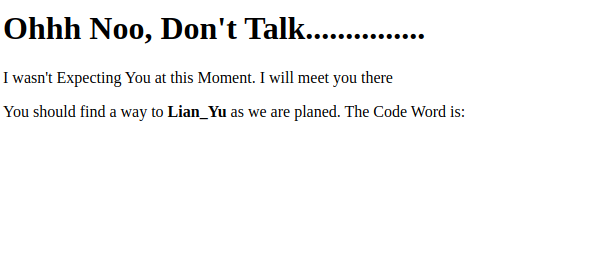 Ohhh Noo, Don't Talk...............
I wasn't Expecting You at this Moment. I will meet you there
You should find a way to Lian_Yu as we are planed. The Code Word is: